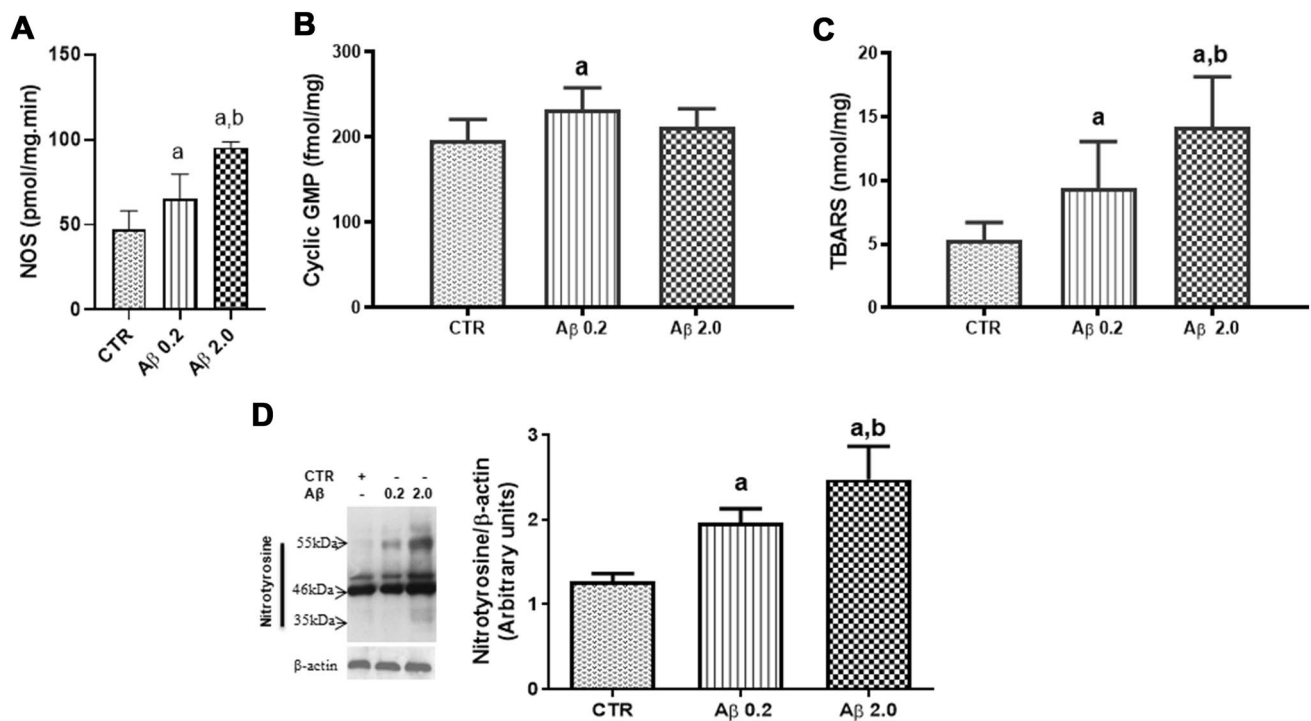 A
NOS (pmol/mg.min)
150
100
50
0
a
a,b
CTR
Aβ 0.2
Aβ 2.0
B
Cyclic GMP (fmol/mg)
300
200
100
0
a
CTR
Aβ 0.2
Aβ 2.0
C
TBARS (nmol/mg)
20
15
10
5
0
a
a,b
CTR
Aβ 0.2
Aβ 2.0
D
CTR + - -
Aβ - 0.2 2.0
Nitrotyrosine
55kDa
46kDa
35kDa
β-actin
Nitrotyrosine/β-actin
(Arbitrary units)
3
2
1
0
a
a,b
CTR
Aβ 0.2
Aβ 2.0